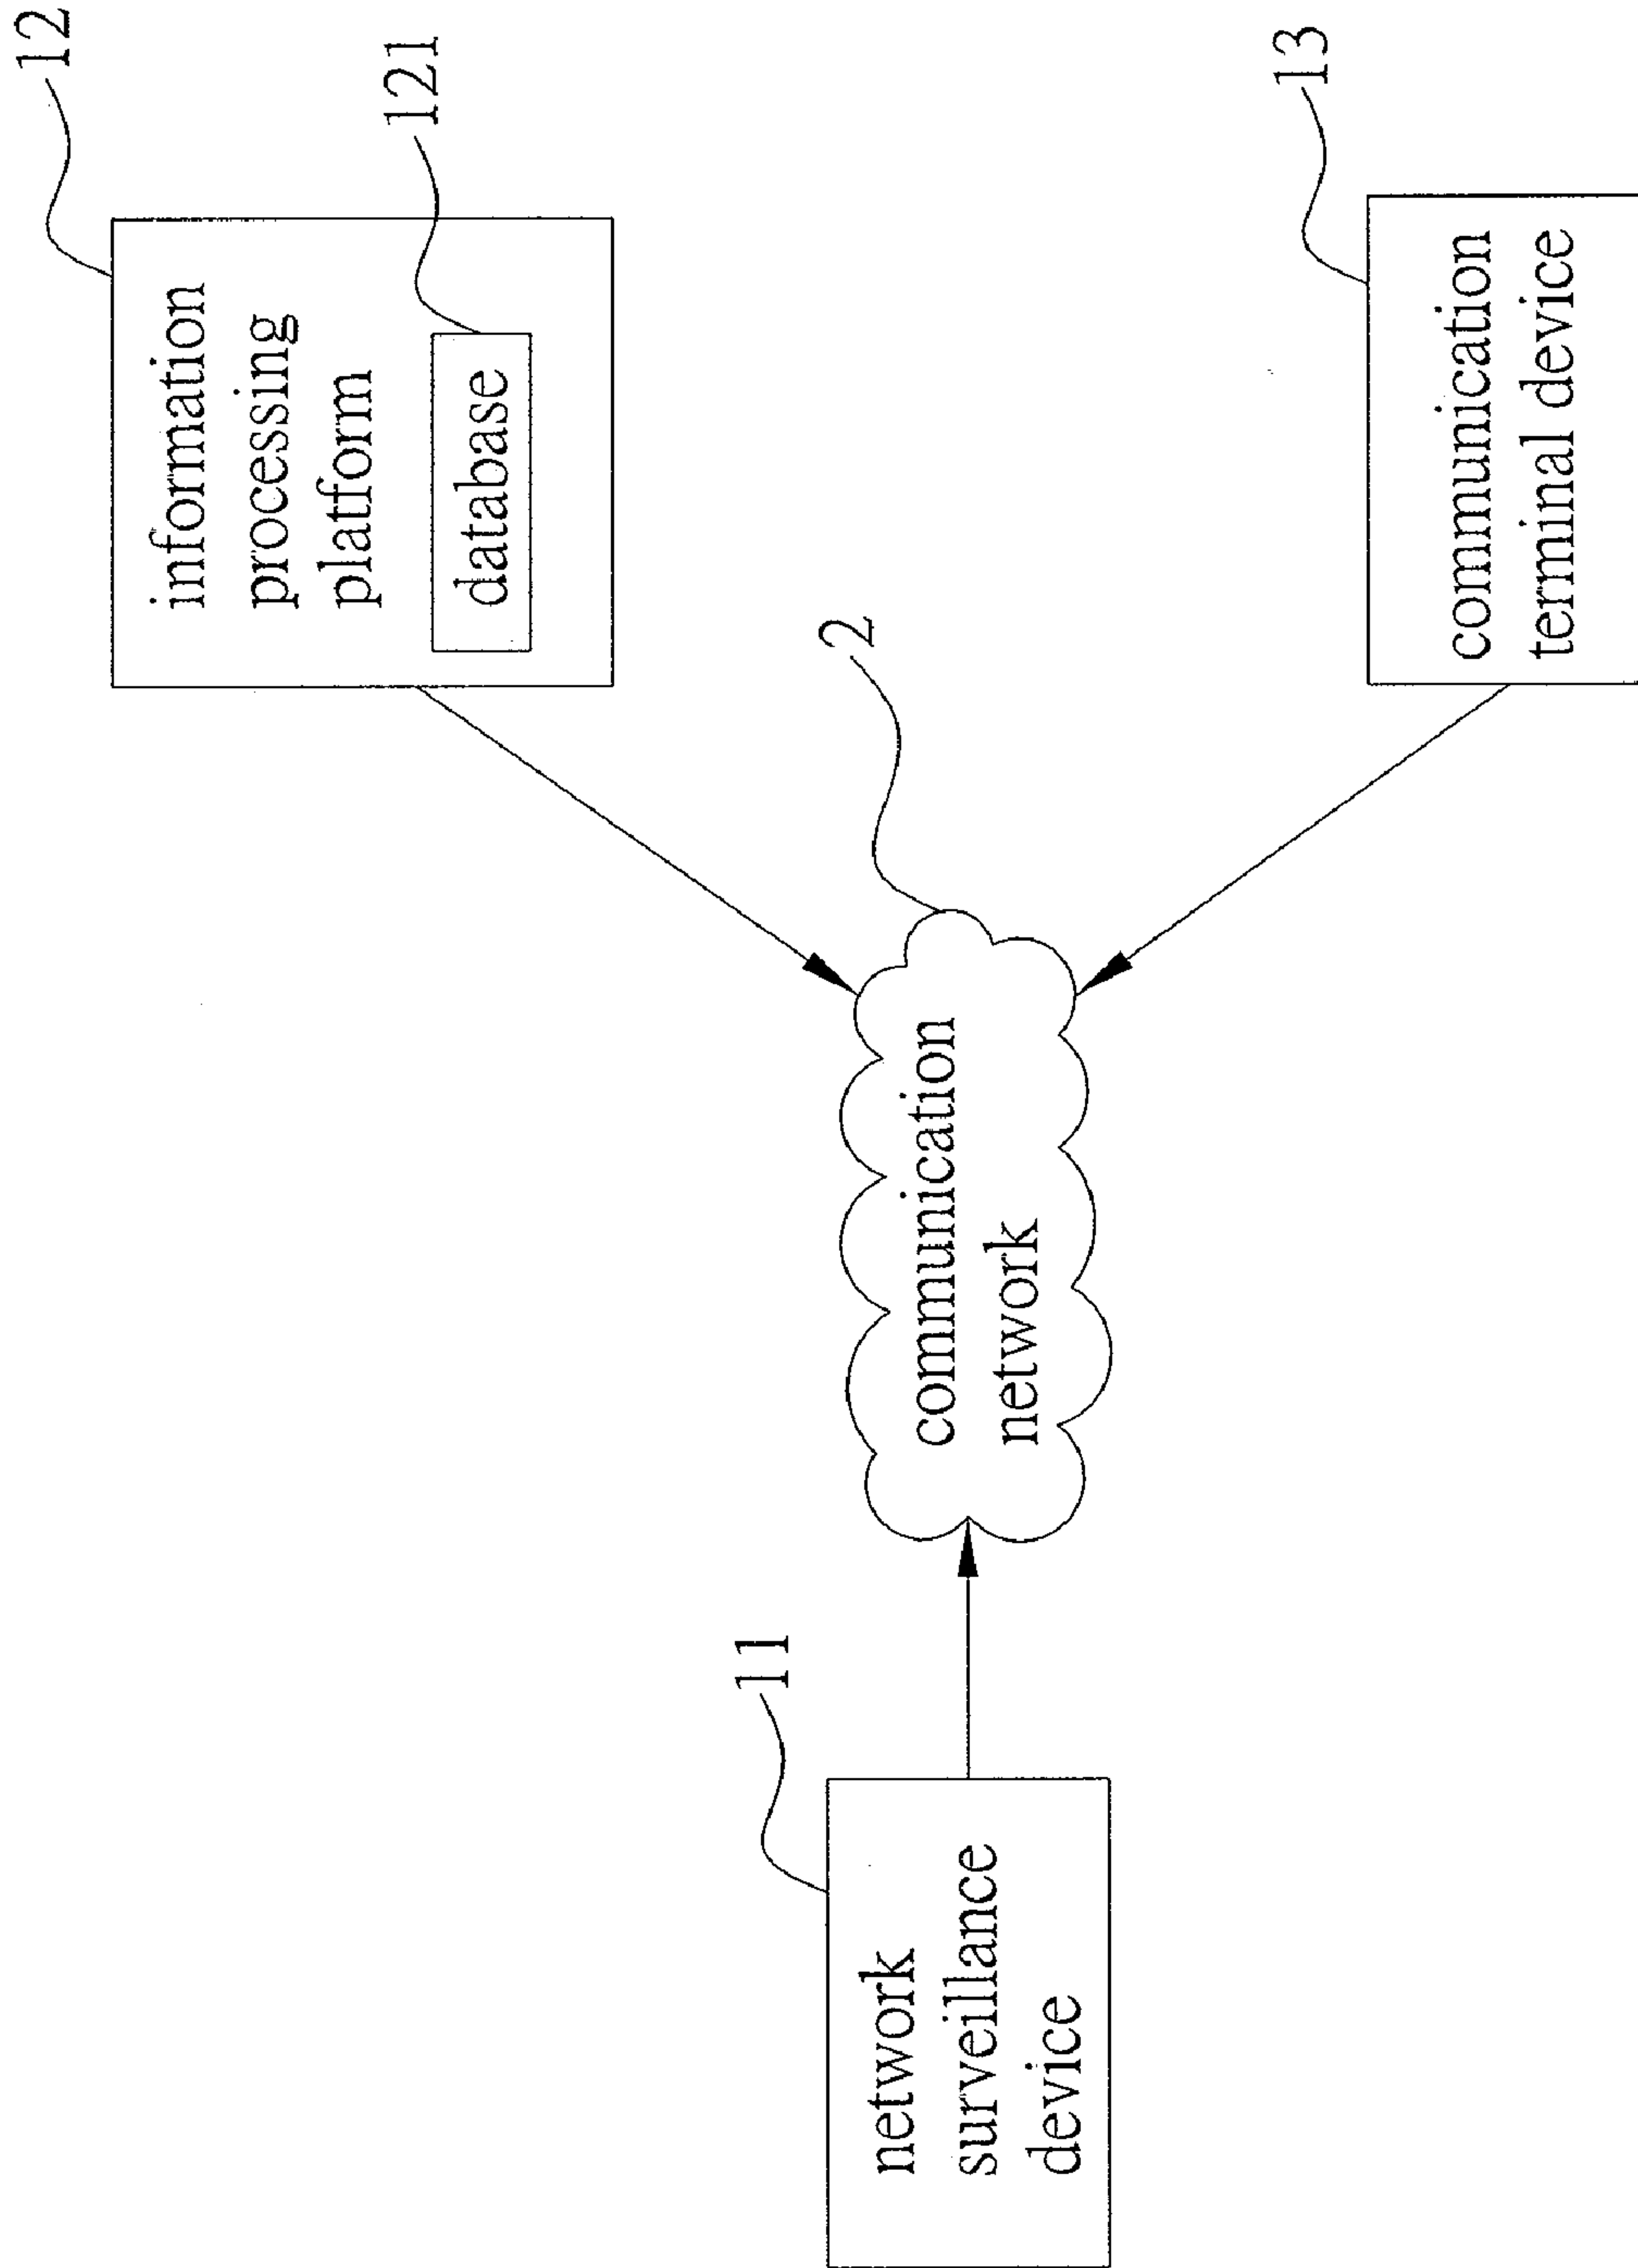 12
information
processing
platform
121
database
2
communication
network
11
network
surveillance
device
13
communication
terminal device